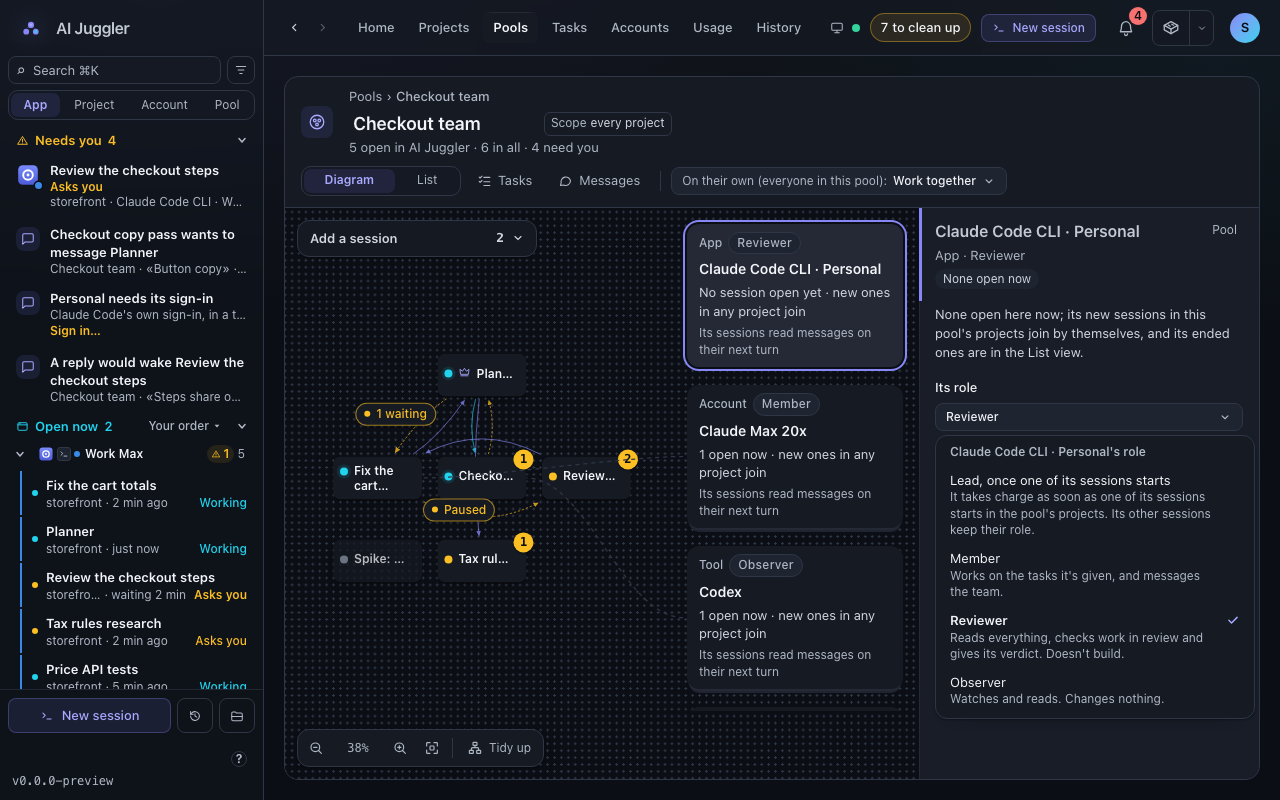 AI Juggler
Search ⌘K
App Project Account Pool
Needs you 4
Review the checkout steps
Asks you
storefront · Claude Code CLI · W...
Checkout copy pass wants to
message Planner
Checkout team · «Button copy» ·...
Personal needs its sign-in
Claude Code's own sign-in, in a t...
Sign in...
A reply would wake Review the
checkout steps
Checkout team · «Steps share o...
Open now 2 Your order
Work Max 1 5
Fix the cart totals
storefront · 2 min ago Working
Planner
storefront · just now Working
Review the checkout steps
storefro... · waiting 2 min Asks you
Tax rules research
storefront · 2 min ago Asks you
Price API tests
storefront · 5 min ago Working
New session
?
v0.0.0-preview
Home Projects Pools Tasks Accounts Usage History
7 to clean up
New session
4
S
Pools › Checkout team
Checkout team
Scope every project
5 open in AI Juggler · 6 in all · 4 need you
Diagram List Tasks Messages
On their own (everyone in this pool): Work together
Add a session 2
Plan...
1 waiting
Fix the
cart...
Checko...
1
Review...
2
Paused
Spike: ...
Tax rul...
1
38%
Tidy up
App Reviewer
Claude Code CLI · Personal
No session open yet · new ones
in any project join
Its sessions read messages on
their next turn
Account Member
Claude Max 20x
1 open now · new ones in any
project join
Its sessions read messages on
their next turn
Tool Observer
Codex
1 open now · new ones in any
project join
Its sessions read messages on
their next turn
Claude Code CLI · Personal Pool
App · Reviewer
None open now
None open here now; its new sessions in this
pool's projects join by themselves, and its ended
ones are in the List view.
Its role
Reviewer
Claude Code CLI · Personal's role
Lead, once one of its sessions starts
It takes charge as soon as one of its sessions
starts in the pool's projects. Its other sessions
keep their role.
Member
Works on the tasks it's given, and messages
the team.
Reviewer
Reads everything, checks work in review and
gives its verdict. Doesn't build.
Observer
Watches and reads. Changes nothing.